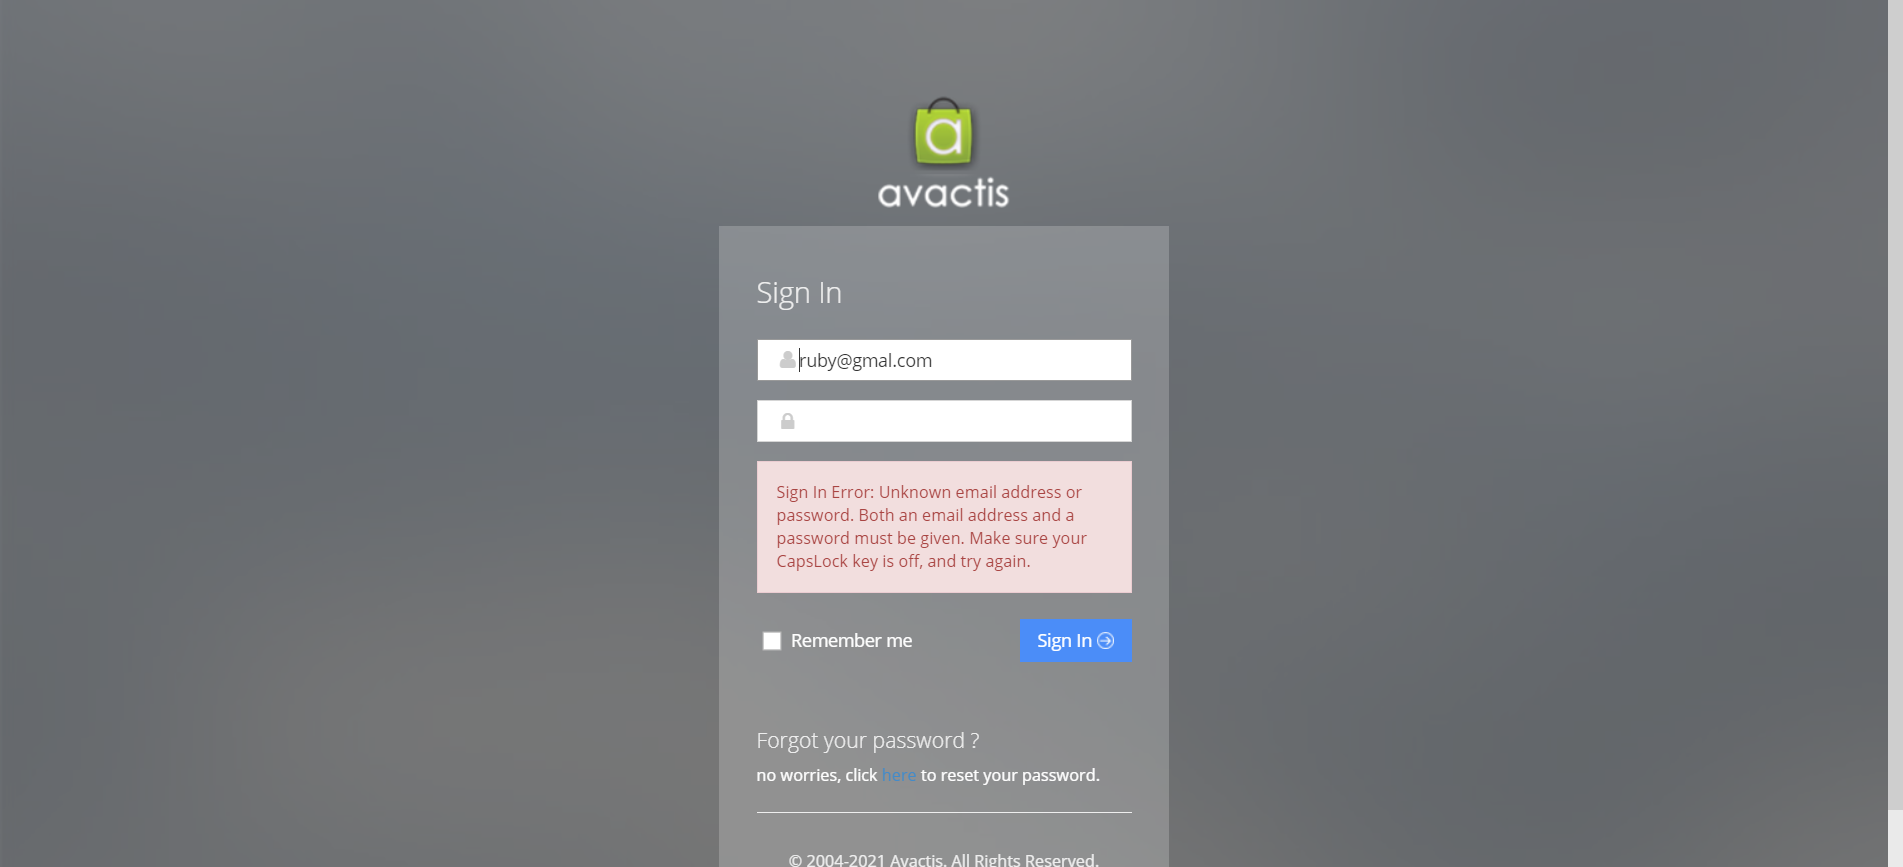 a
avactis
Sign In
ruby@gmal.com
Sign In Error: Unknown email address or
password. Both an email address and a
password must be given. Make sure your
CapsLock key is off, and try again.
Remember me
Sign In
Forgot your password ?
no worries, click here to reset your password.
© 2004-2021 Avactis. All Rights Reserved.